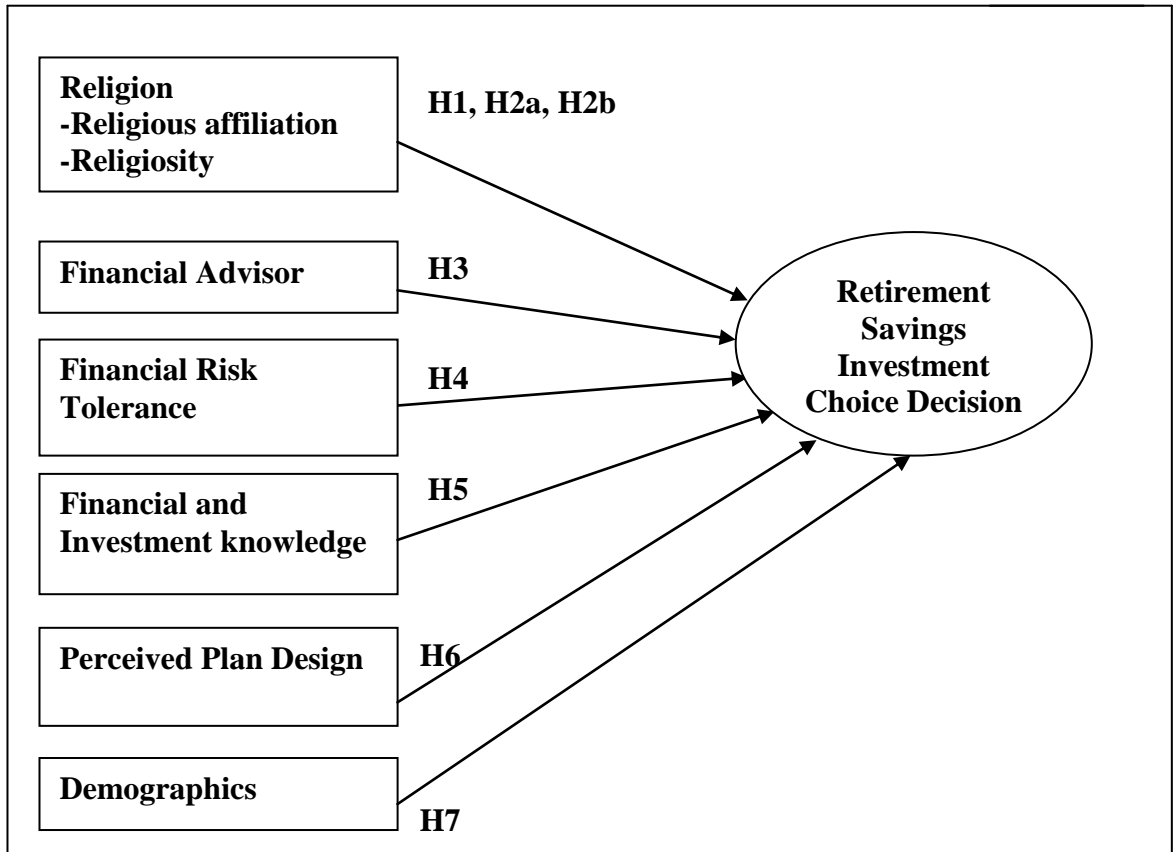 Religion
-Religious affiliation
-Religiosity
H1, H2a, H2b
Financial Advisor
H3
Financial Risk
Tolerance
H4
Financial and
Investment knowledge
H5
Perceived Plan Design
H6
Demographics
H7
Retirement
Savings
Investment
Choice Decision